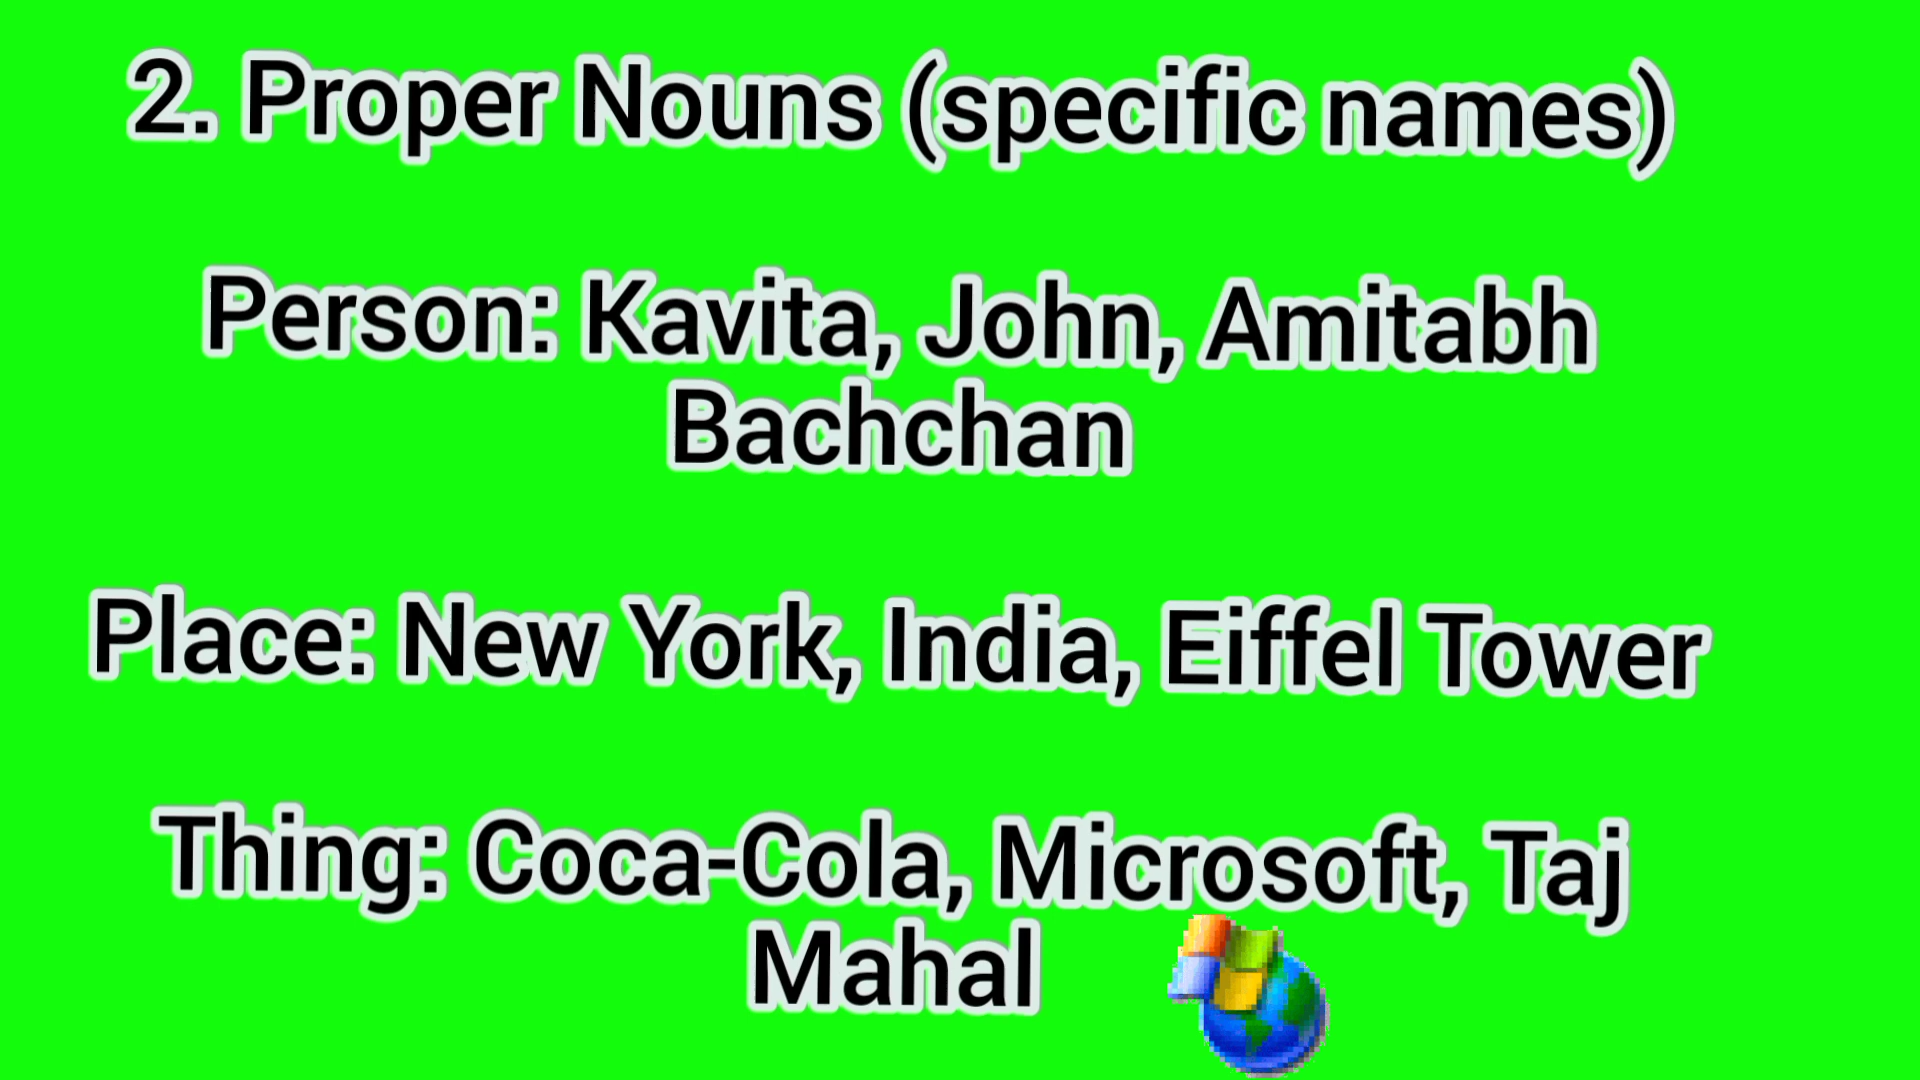 2. Proper Nouns (specific names)
Person: Kavita, John, Amitabh
Bachchan
Place: New York, India, Eiffel Tower
Thing: Coca-Cola, Microsoft, Taj
Mahal